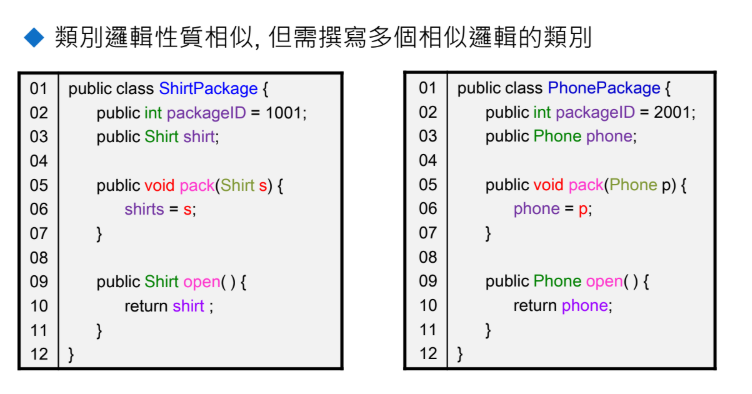 類別邏輯性質相似, 但需撰寫多個相似邏輯的類別
01 public class ShirtPackage {
02 public int packageID = 1001;
03 public Shirt shirt;
04
05 public void pack(Shirt s) {
06 shirts = s;
07 }
08
09 public Shirt open( ) {
10 return shirt ;
11 }
12 }
01 public class PhonePackage {
02 public int packageID = 2001;
03 public Phone phone;
04
05 public void pack(Phone p) {
06 phone = p;
07 }
08
09 public Phone open( ) {
10 return phone;
11 }
12 }